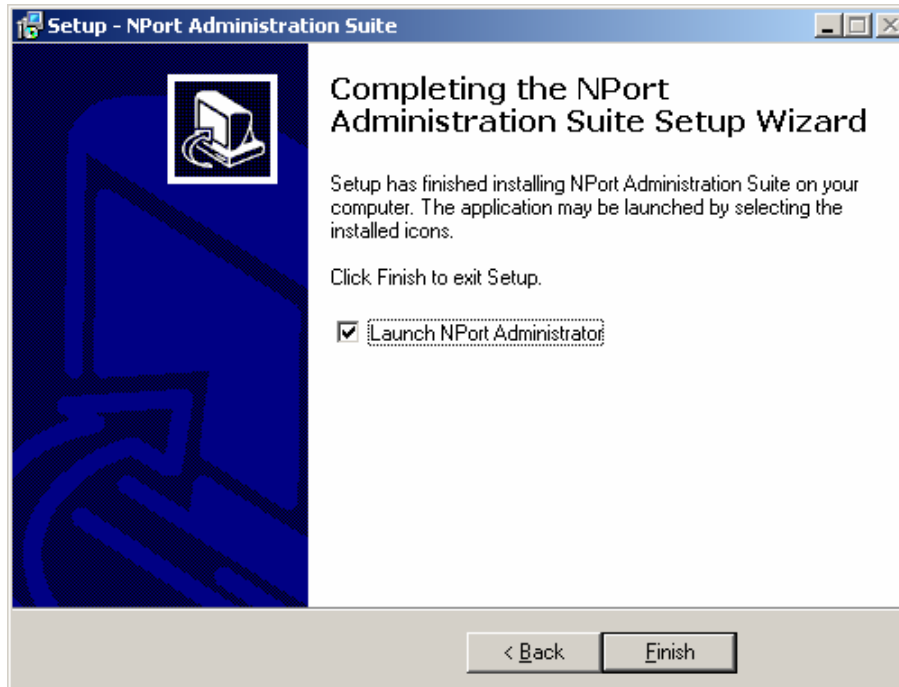 Setup - NPort Administration Suite
Completing the NPort
Administration Suite Setup Wizard
Setup has finished installing NPort Administration Suite on your
computer. The application may be launched by selecting the
installed icons.
Click Finish to exit Setup.
Launch NPort Administrator
< Back
Finish